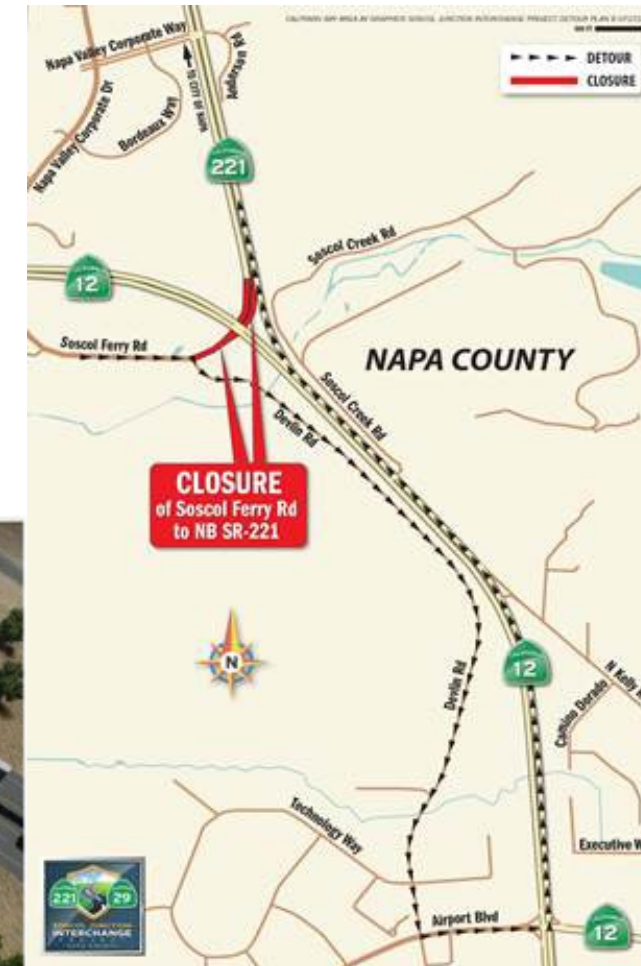 DETOUR
CLOSURE
Napa Valley Corporate Way
Anderson Rd
TO CITY OF NAPA
Napa Valley Corporate Dr
Bordeaux Way
221
Soscol Creek Rd
12
Soscol Ferry Rd
NAPA COUNTY
Soscol Creek Rd
Devlin Rd
CLOSURE
of Soscol Ferry Rd
to NB SR-221
N
12
N Kelly
Devlin Rd
Camino Dorado
Technology Way
Executive W
221 29
SOSCOL JUNCTION
INTERCHANGE
Airport Blvd
12